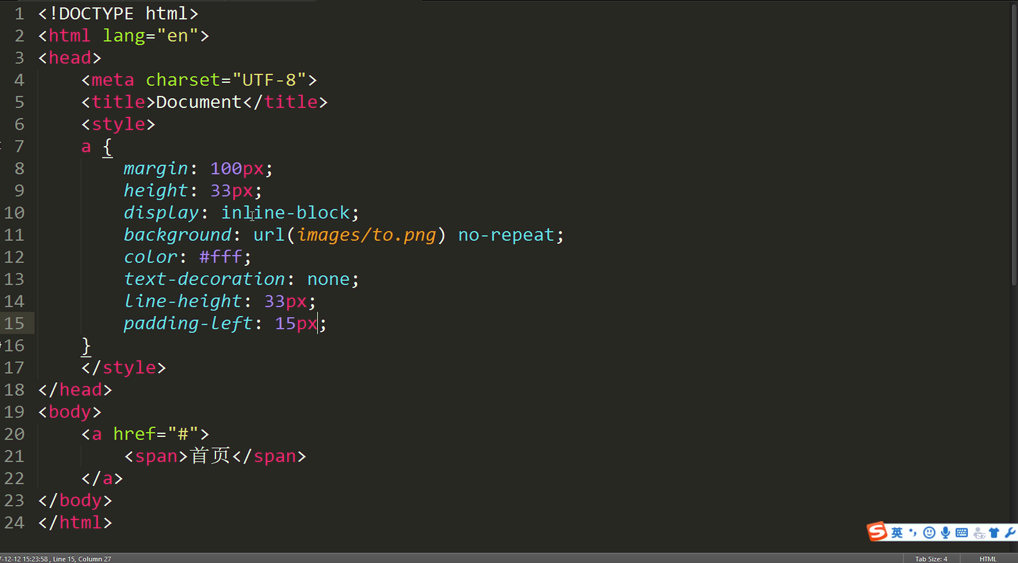 1 <!DOCTYPE html>
2 <html lang="en">
3 <head>
4     <meta charset="UTF-8">
5     <title>Document</title>
6     <style>
7     a {
8         margin: 100px;
9         height: 33px;
10         display: inline-block;
11         background: url(images/to.png) no-repeat;
12         color: #fff;
13         text-decoration: none;
14         line-height: 33px;
15         padding-left: 15px;
16     }
17     </style>
18 </head>
19 <body>
20     <a href="#">
21         <span>首页</span>
22     </a>
23 </body>
24 </html>
S 英
7-12-12 15:23:58 , Line 15, Column 27 Tab Size: 4 HTML